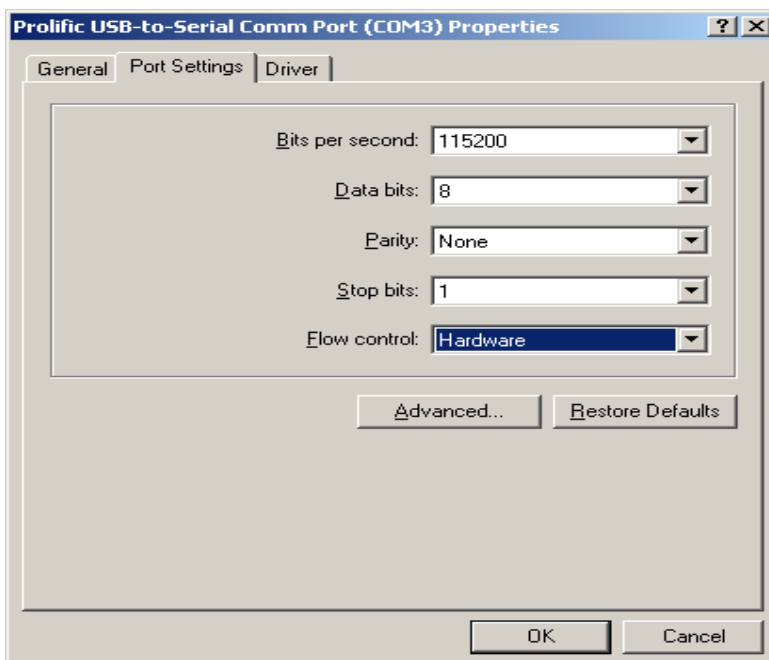 Prolific USB-to-Serial Comm Port (COM3) Properties ? X
General Port Settings Driver
Bits per second: 115200
Data bits: 8
Parity: None
Stop bits: 1
Flow control: Hardware
Advanced... Restore Defaults
OK Cancel